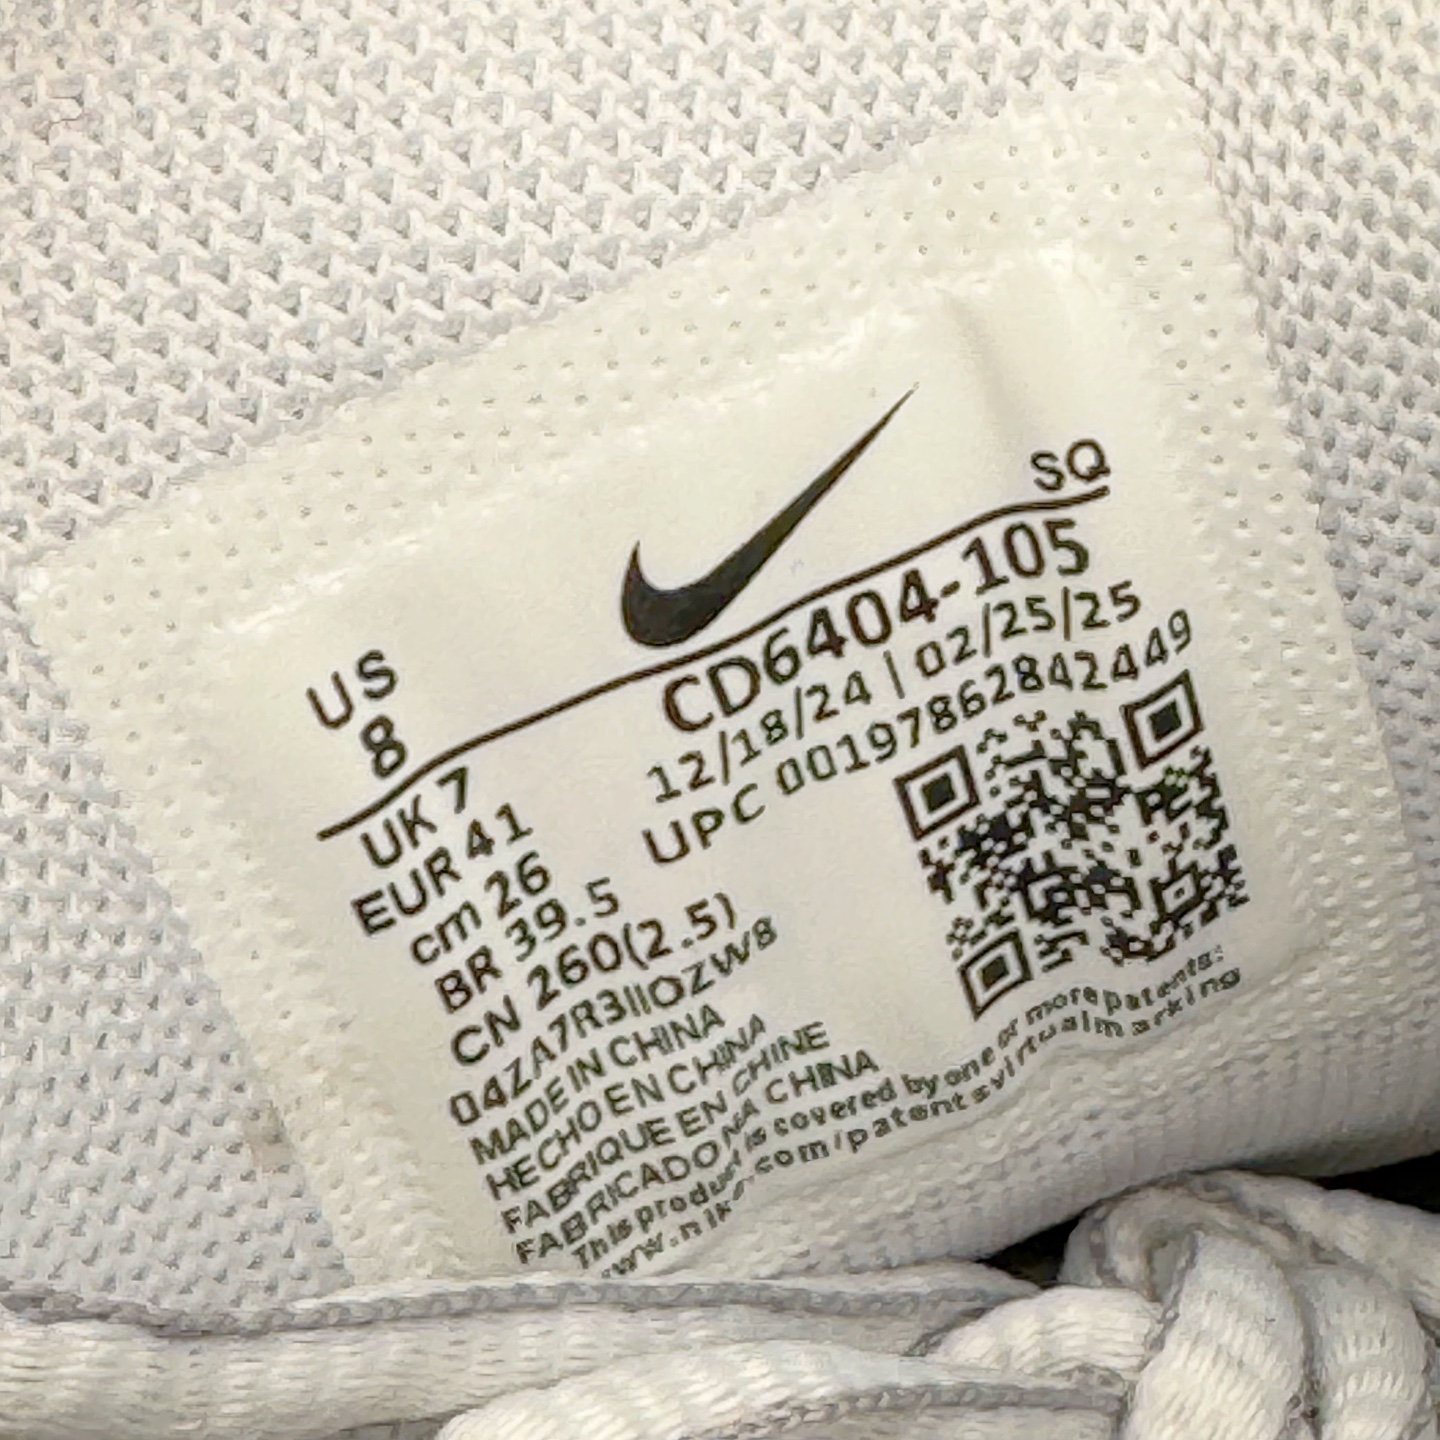 US
8
SQ
CD6404-105
12/18/24 | 02/25/25
UPC 00197862842449
UK 7
EUR 41
cm 26
BR 39.5
CN 260(2.5)
04ZA7R3IIOZW8
MADE IN CHINA
HECHO EN CHINA
FABRIQUE EN CHINE
FABRICADO NA CHINA
This product is covered by one or more patents:
www.nike.com/patentsvirtualmarking